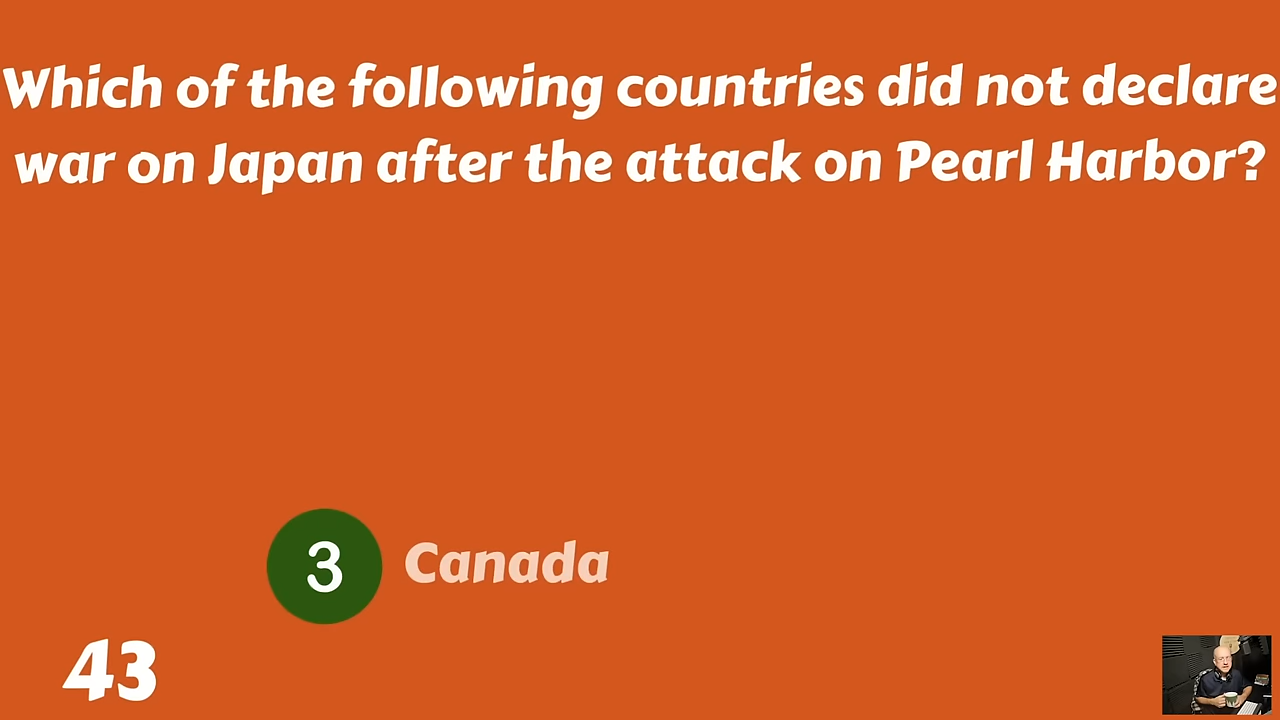 Which of the following countries did not declare
war on Japan after the attack on Pearl Harbor?
3 Canada
43